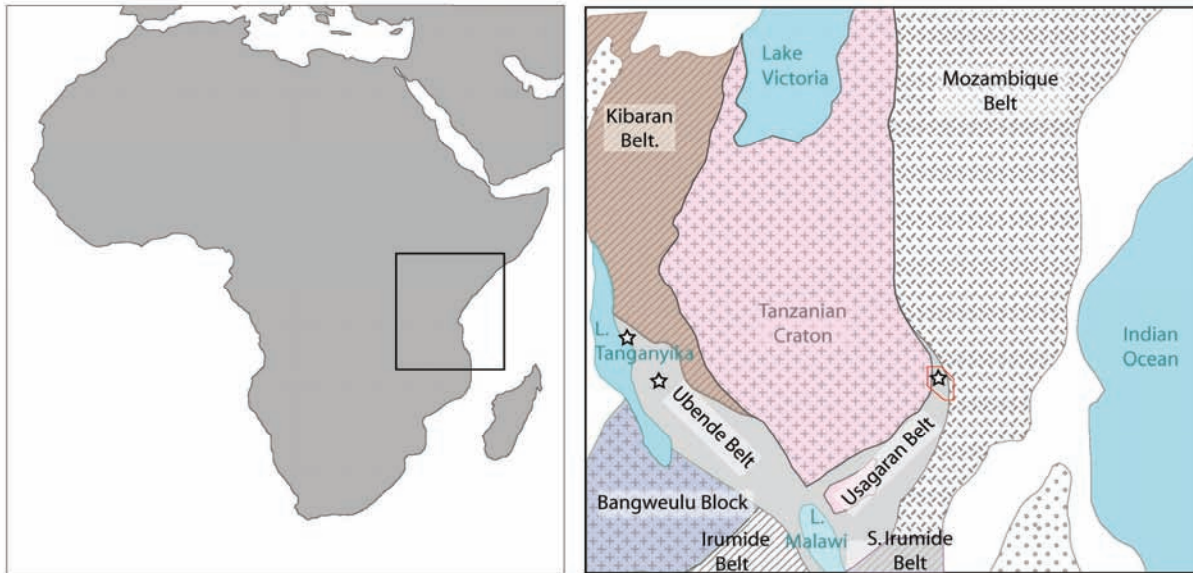 Lake
Victoria
Mozambique
Belt
Kibaran
Belt.
Tanzanian
Craton
L.
Tanganyika
Indian
Ocean
Ubende Belt
Usagaran Belt
Bangweulu Block
L.
Malawi
Irumide
Belt
S. Irumide
Belt